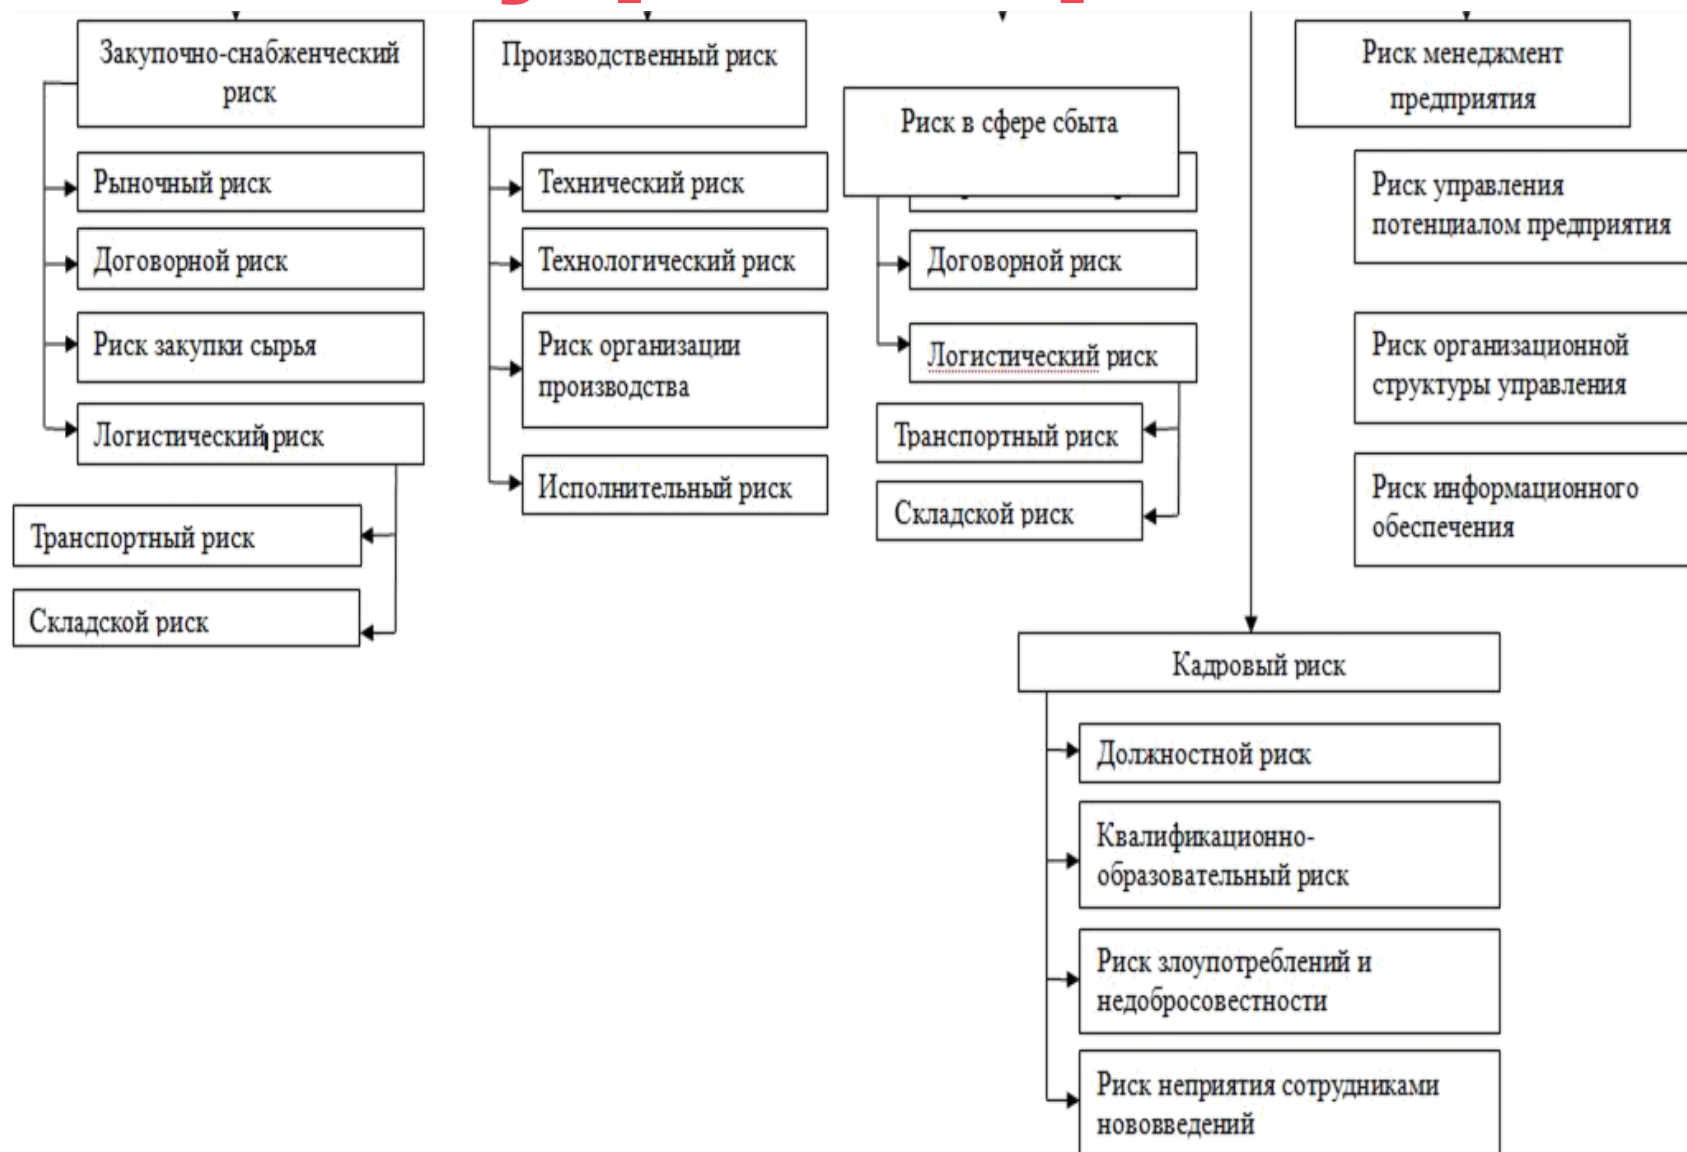 Закупочно-снабженческий
риск
Рыночный риск
Договорной риск
Риск закупки сырья
Логистический риск
Транспортный риск
Складской риск
Производственный риск
Технический риск
Технологический риск
Риск организации
производства
Исполнительный риск
Риск в сфере сбыта
Договорной риск
Логистический риск
Транспортный риск
Складской риск
Риск менеджмент
предприятия
Риск управления
потенциалом предприятия
Риск организационной
структуры управления
Риск информационного
обеспечения
Кадровый риск
Должностной риск
Квалификационно-
образовательный риск
Риск злоупотреблений и
недобросовестности
Риск неприятия сотрудниками
нововведений